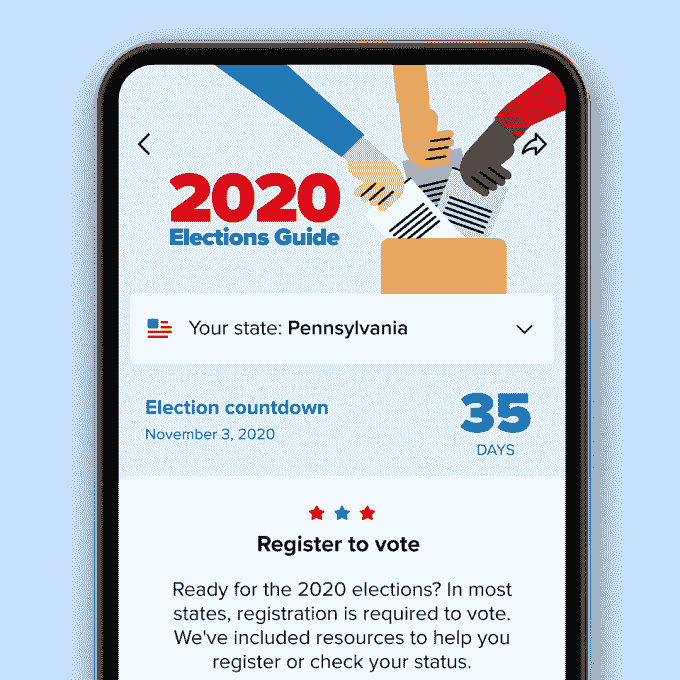 2020
Elections Guide
Your state: Pennsylvania
Election countdown
November 3, 2020
35
DAYS
Register to vote
Ready for the 2020 elections? In most
states, registration is required to vote.
We've included resources to help you
register or check your status.